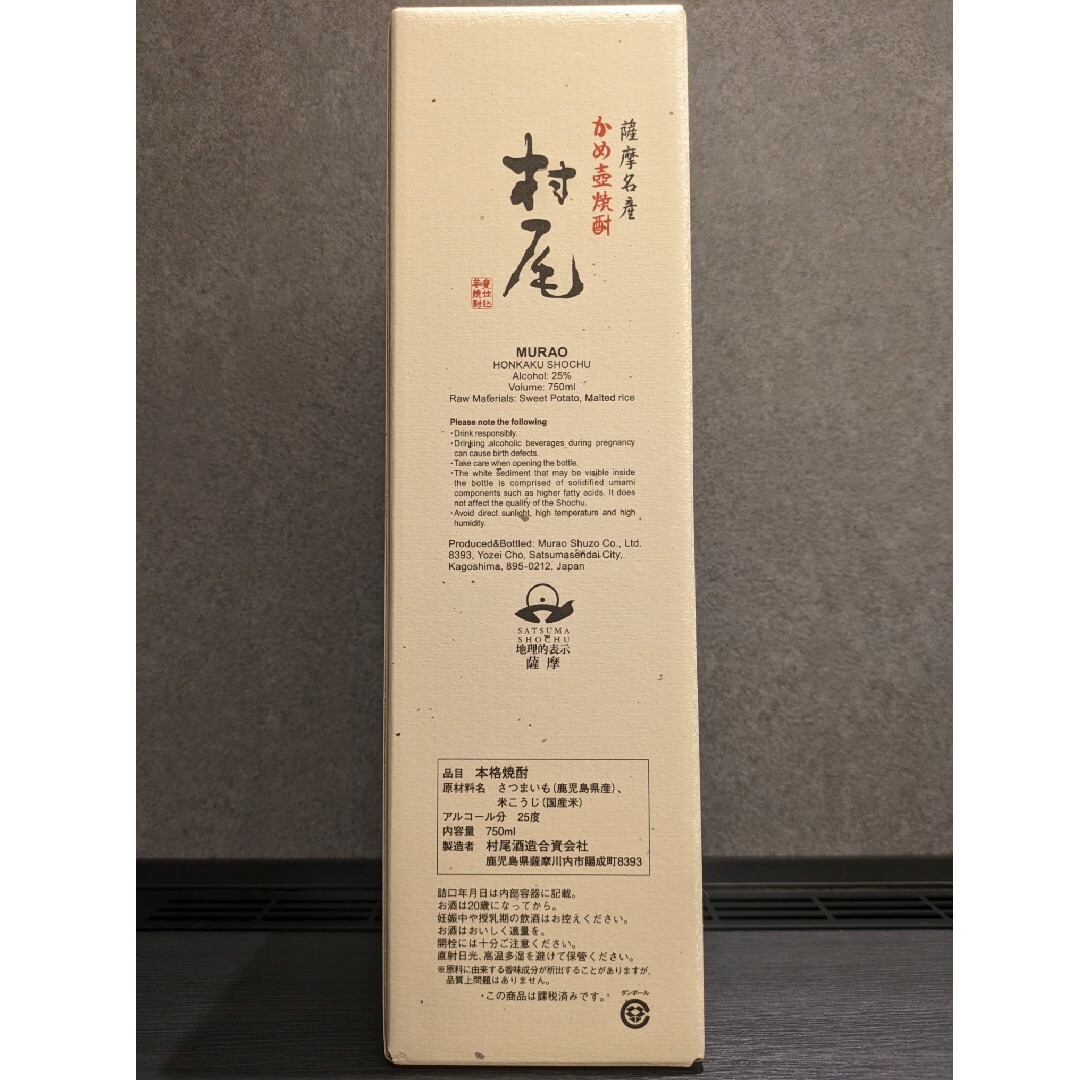 薩摩名産
かめ壺焼酎
村尾
甕仕込
芋焼酎
MURAO
HONKAKU SHOCHU
Alcohol: 25%
Volume: 750ml
Raw Materials: Sweet Potato, Malted rice
Please note the following
・Drink responsibly.
・Drinking alcoholic beverages during pregnancy
can cause birth defects.
・Take care when opening the bottle.
・The white sediment that may be visible inside
the bottle is comprised of solidified umami
components such as higher fatty acids. It does
not affect the quality of the Shochu.
・Avoid direct sunlight, high temperature and high
humidity.
Produced&Bottled: Murao Shuzo Co., Ltd.
8393, Yozei Cho, Satsumasendai City,
Kagoshima, 895-0212, Japan
SATSUMA
SHOCHU
地理的表示
薩摩
品目 本格焼酎
原材料名 さつまいも(鹿児島県産)、
米こうじ(国産米)
アルコール分 25度
内容量 750ml
製造者 村尾酒造合資会社
鹿児島県薩摩川内市陽成町8393
詰口年月日は内部容器に記載。
お酒は20歳になってから。
妊娠中や授乳期の飲酒はお控えください。
お酒はおいしく適量を。
開栓には十分ご注意ください。
直射日光、高温多湿を避けて保管ください。
※原料に由来する香味成分が析出することがありますが、
品質上問題はありません。
・この商品は課税済みです。・
ダンボール